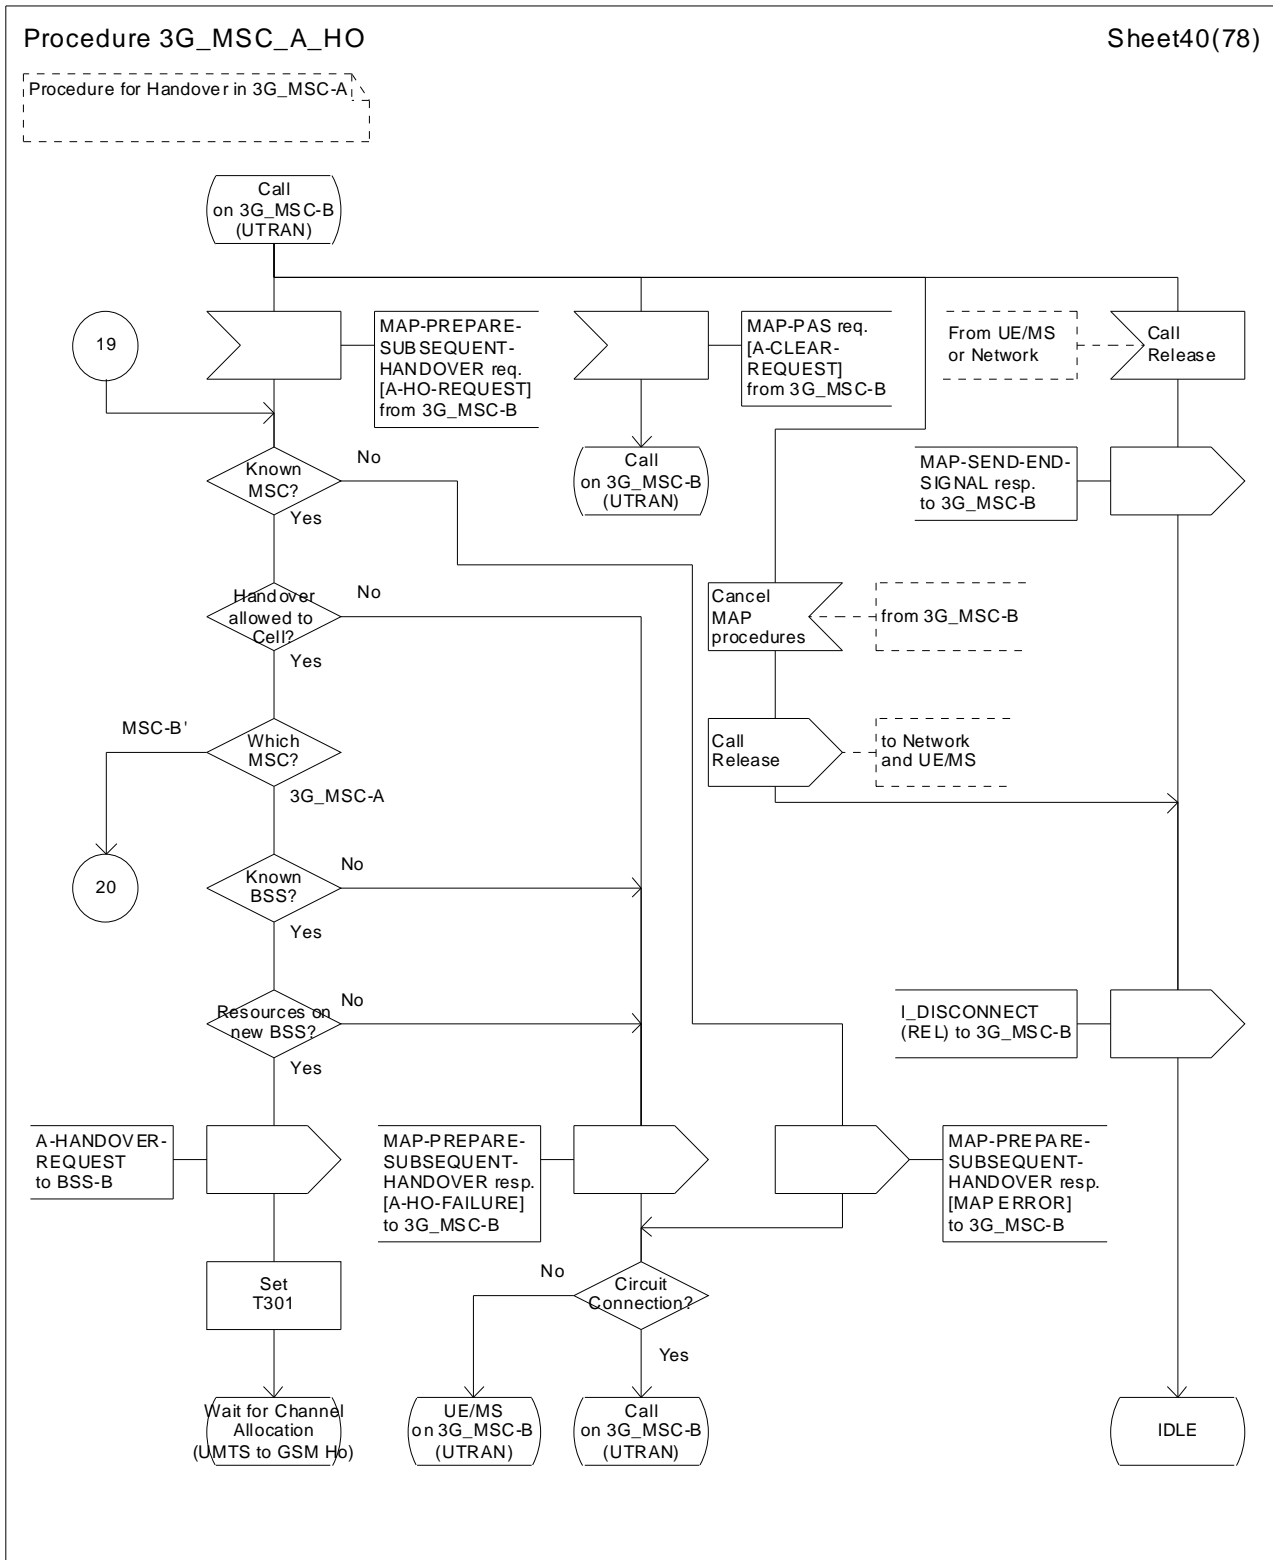 Procedure 3G_MSC_A_HO
Sheet40(78)
Procedure for Handover in 3G_MSC-A
Call
on 3G_MSC-B
(UTRAN)
19
MAP-PREPARE-
SUBSEQUENT-
HANDOVER req.
[A-HO-REQUEST]
from 3G_MSC-B
MAP-PAS req.
[A-CLEAR-
REQUEST]
from 3G_MSC-B
From UE/MS
or Network
Call
Release
Known
MSC?
No
Yes
Call
on 3G_MSC-B
(UTRAN)
MAP-SEND-END-
SIGNAL resp.
to 3G_MSC-B
Handover
allowed to
Cell?
No
Yes
Cancel
MAP
procedures
from 3G_MSC-B
MSC-B'
Which
MSC?
3G_MSC-A
Call
Release
to Network
and UE/MS
20
Known
BSS?
No
Yes
Resources on
new BSS?
No
Yes
I_DISCONNECT
(REL) to 3G_MSC-B
A-HANDOVER-
REQUEST
to BSS-B
MAP-PREPARE-
SUBSEQUENT-
HANDOVER resp.
[A-HO-FAILURE]
to 3G_MSC-B
MAP-PREPARE-
SUBSEQUENT-
HANDOVER resp.
[MAP ERROR]
to 3G_MSC-B
Set
T301
No
Circuit
Connection?
Yes
Wait for Channel
Allocation
(UMTS to GSM Ho)
UE/MS
on 3G_MSC-B
(UTRAN)
Call
on 3G_MSC-B
(UTRAN)
IDLE